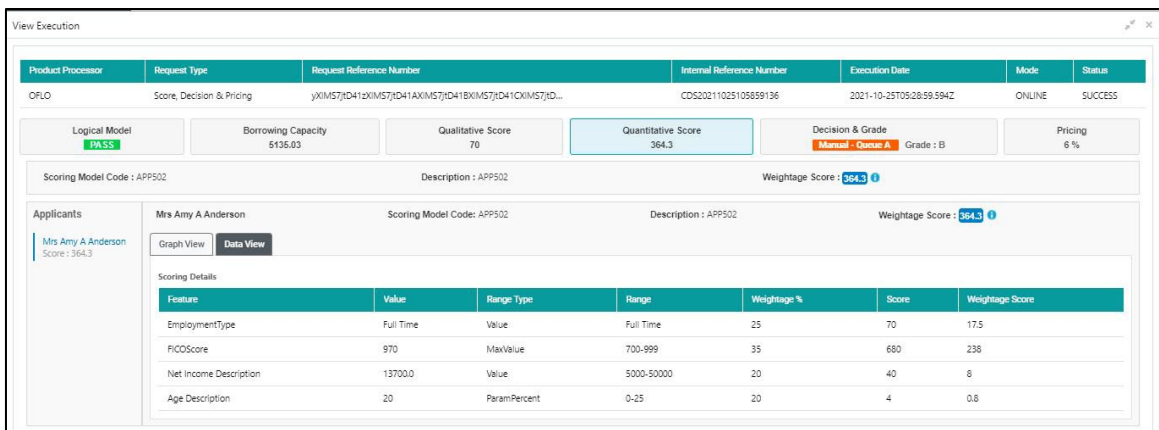 View Execution
Product Processor Request Type Request Reference Number Internal Reference Number Execution Date Mode Status
OFLO Score, Decision & Pricing yXIMS7jtD41zXIMS7jtD41AXIMS7jtD41BXIMS7jtD41CXIMS7jtD... CDS20211025105859136 2021-10-25T05:28:59.594Z ONLINE SUCCESS
Logical Model Borrowing Capacity Qualitative Score Quantitative Score Decision & Grade Pricing
PASS 5135.03 70 364.3 Manual - Queue A Grade : B 6 %
Scoring Model Code : APP502 Description : APP502 Weightage Score : 364.3
Applicants Mrs Amy A Anderson Scoring Model Code: APP502 Description : APP502 Weightage Score : 364.3
Mrs Amy A Anderson
Score : 364.3
Graph View Data View
Scoring Details
Feature Value Range Type Range Weightage % Score Weightage Score
EmploymentType Full Time Value Full Time 25 70 17.5
FICOScore 970 MaxValue 700-999 35 680 238
Net Income Description 13700.0 Value 5000-50000 20 40 8
Age Description 20 ParamPercent 0-25 20 4 0.8